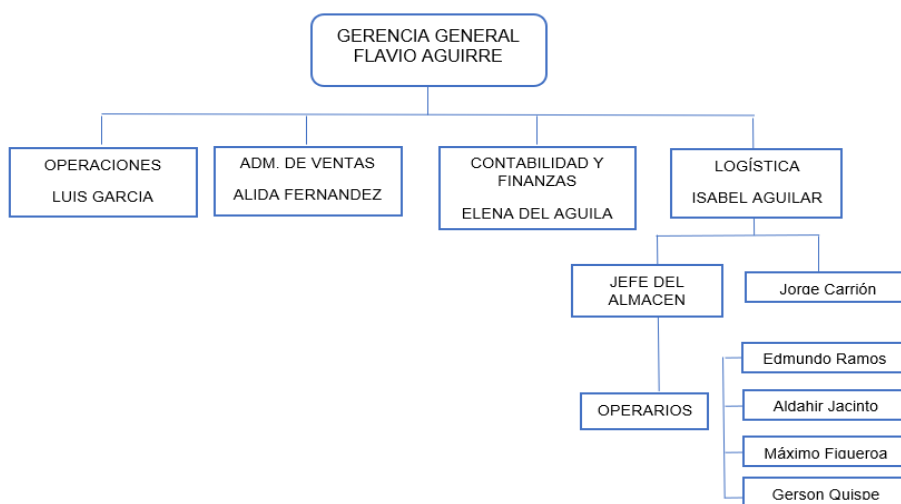 GERENCIA GENERAL
FLAVIO AGUIRRE
OPERACIONES
LUIS GARCIA
ADM. DE VENTAS
ALIDA FERNANDEZ
CONTABILIDAD Y
FINANZAS
ELENA DEL AGUILA
LOGÍSTICA
ISABEL AGUILAR
JEFE DEL
ALMACEN
Jorge Carrión
OPERARIOS
Edmundo Ramos
Aldahir Jacinto
Máximo Figueroa
Gerson Quispe